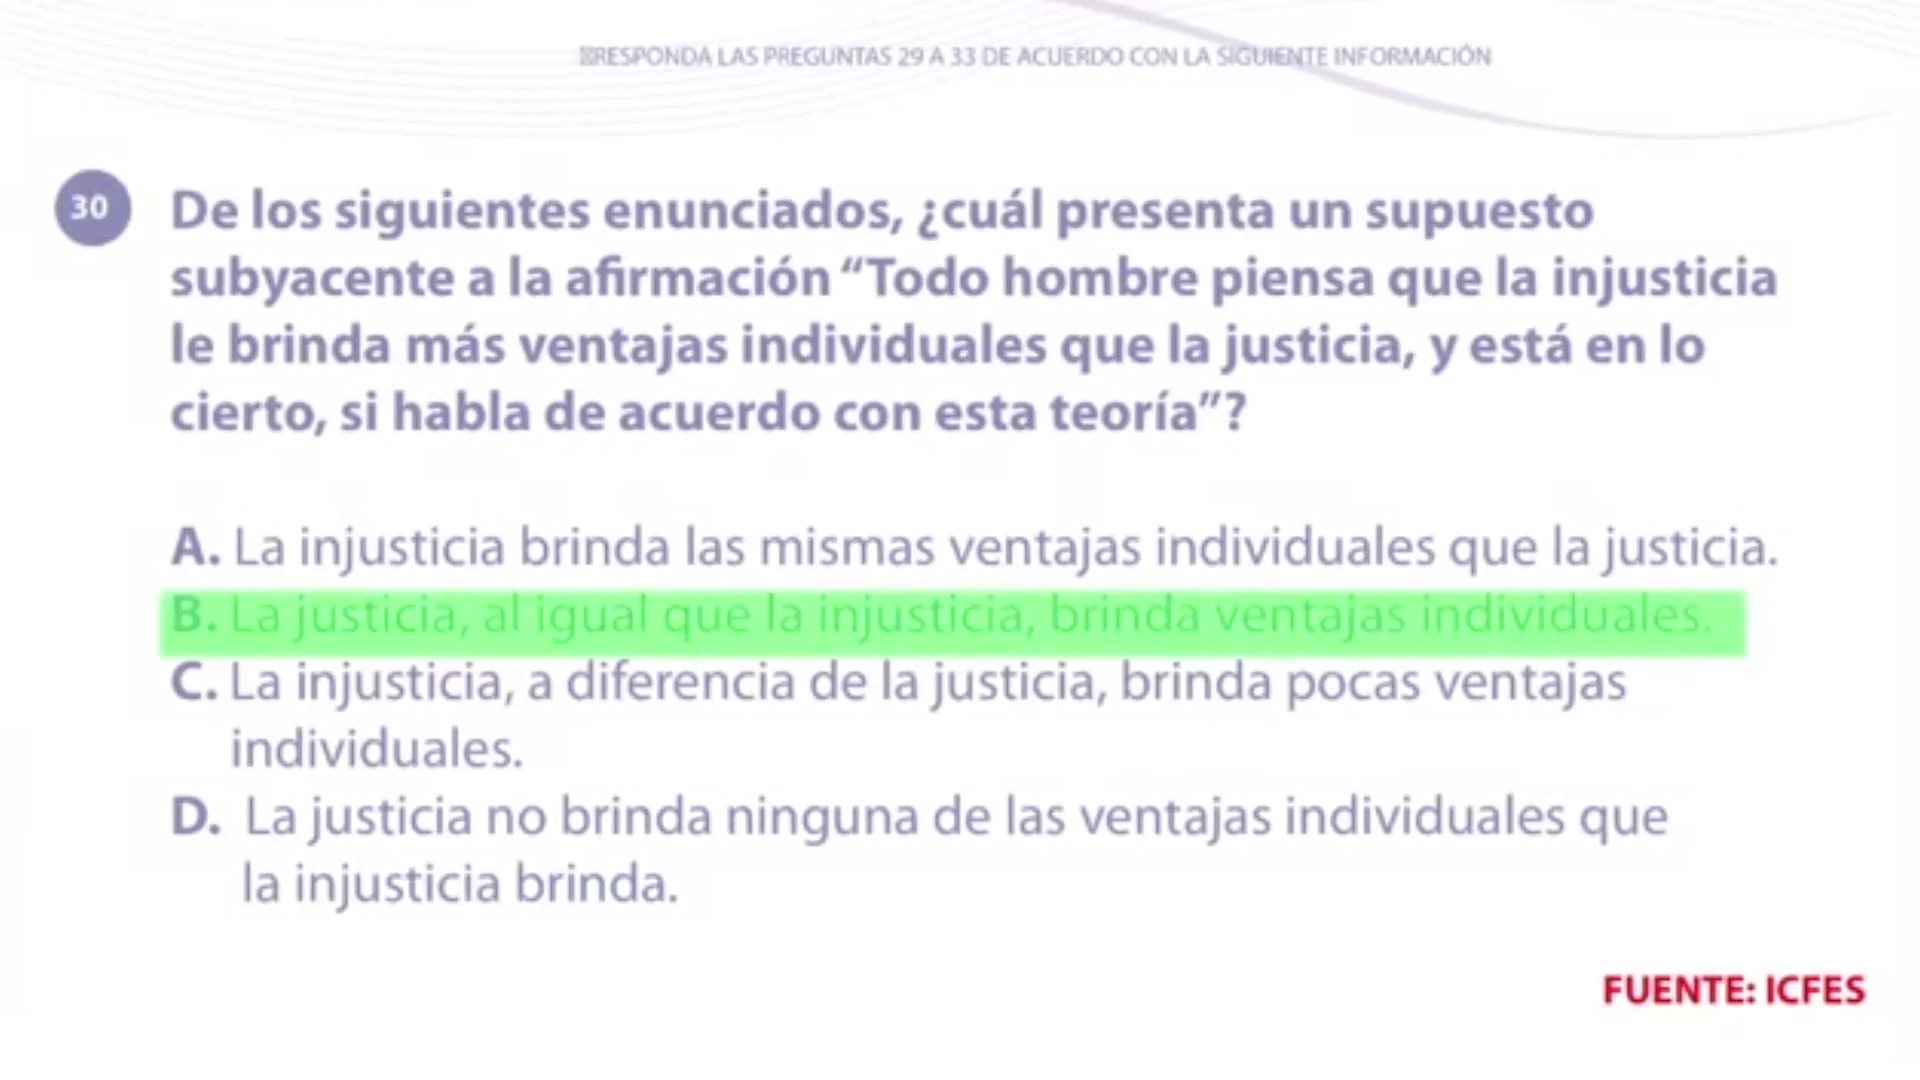 RESPONDA LAS PREGUNTAS 29 A 33 DE ACUERDO CON LA SIGUIENTE INFORMACIÓN
30 De los siguientes enunciados, ¿cuál presenta un supuesto
subyacente a la afirmación “Todo hombre piensa que la injusticia
le brinda más ventajas individuales que la justicia, y está en lo
cierto, si habla de acuerdo con esta teoría”?
A. La injusticia brinda las mismas ventajas individuales que la justicia.
B. La justicia, al igual que la injusticia, brinda ventajas individuales.
C. La injusticia, a diferencia de la justicia, brinda pocas ventajas
individuales.
D. La justicia no brinda ninguna de las ventajas individuales que
la injusticia brinda.
FUENTE: ICFES